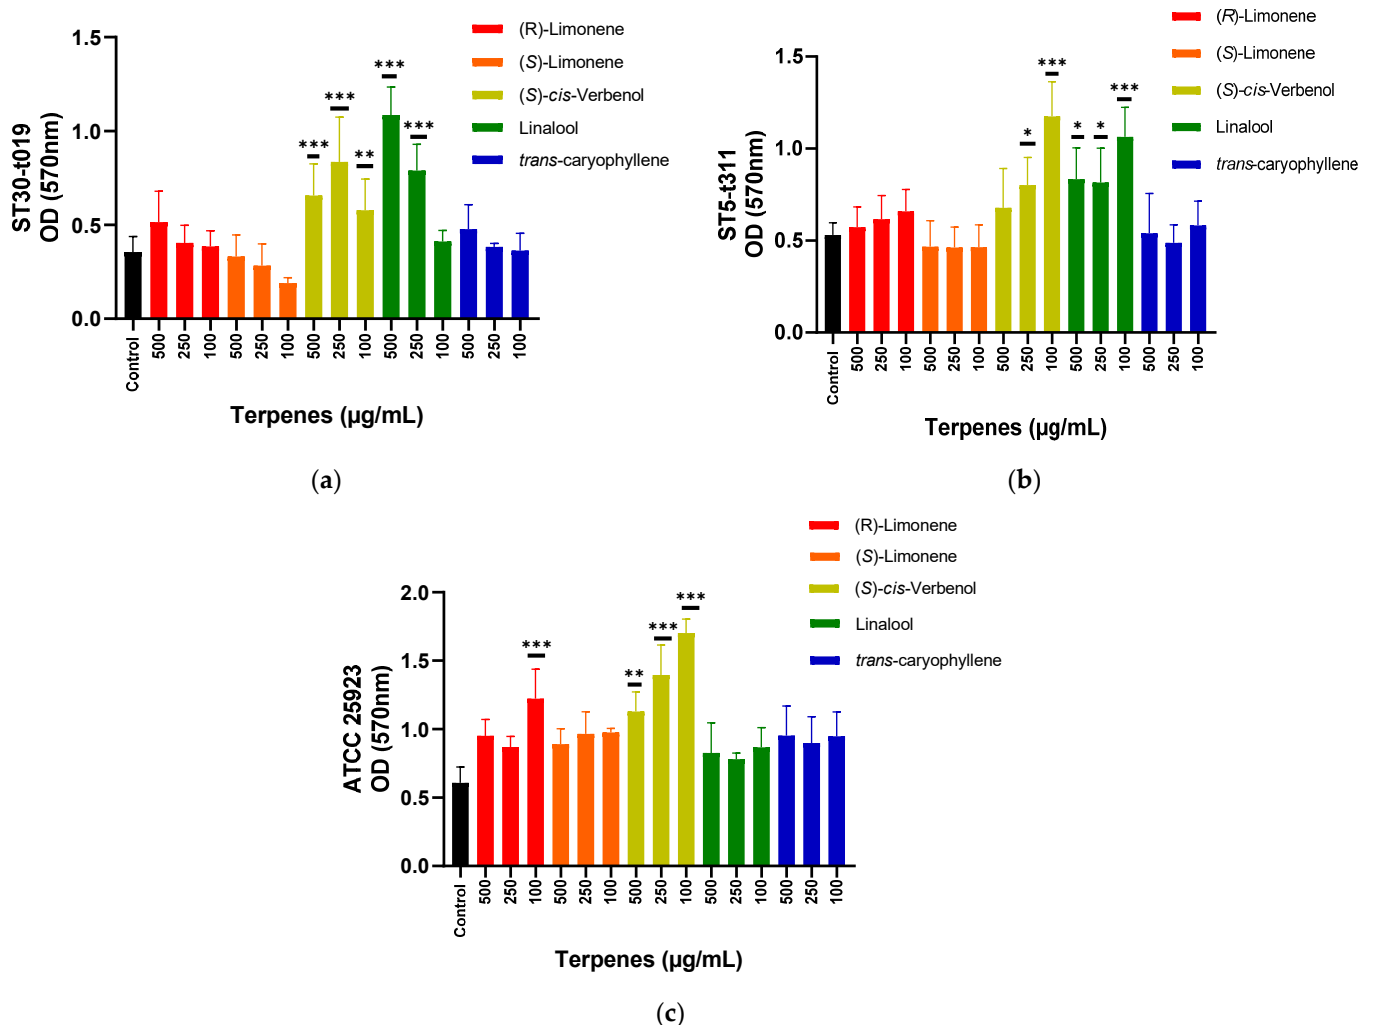 (R)-Limonene
(S)-Limonene
(S)-cis-Verbenol
Linalool
trans-caryophyllene
ST30-t019
OD (570nm)
1.5
1.0
0.5
0.0
*** *** ** *** ***
Control 500 250 100 500 250 100 500 250 100 500 250 100 500 250 100
Terpenes (µg/mL)
(a)
(R)-Limonene
(S)-Limonene
(S)-cis-Verbenol
Linalool
trans-caryophyllene
ST5-t311
OD (570nm)
1.5
1.0
0.5
0.0
* *** * * ***
Control 500 250 100 500 250 100 500 250 100 500 250 100 500 250 100
Terpenes (µg/mL)
(b)
(R)-Limonene
(S)-Limonene
(S)-cis-Verbenol
Linalool
trans-caryophyllene
ATCC 25923
OD (570nm)
2.0
1.5
1.0
0.5
0.0
*** ** *** ***
Control 500 250 100 500 250 100 500 250 100 500 250 100 500 250 100
Terpenes (µg/mL)
(c)